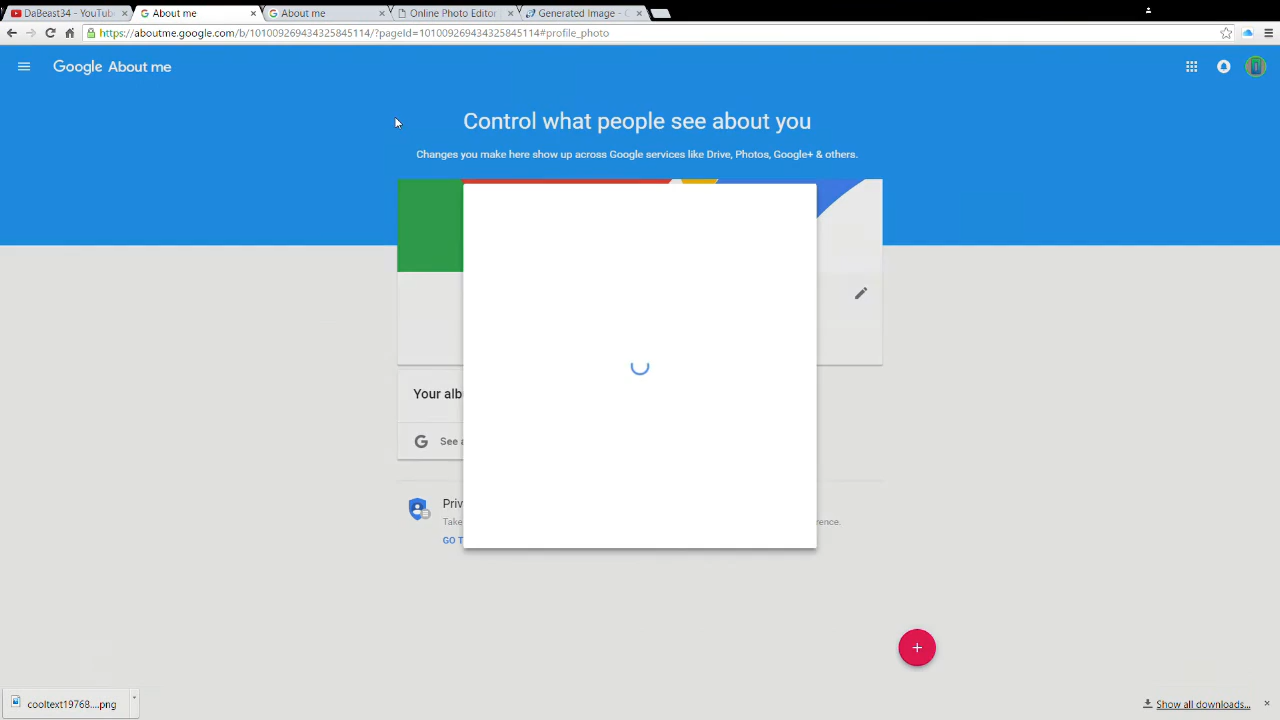 DaBeast34 - YouTub
About me
About me
Online Photo Editor
Generated Image - C
https://aboutme.google.com/b/101009269434325845114/?pageId=101009269434325845114#profile_photo
Google About me
Control what people see about you
Changes you make here show up across Google services like Drive, Photos, Google+ & others.
Your alb
G See a
Priv
Take
rence.
GO T
+
cooltext19768....png
Show all downloads...